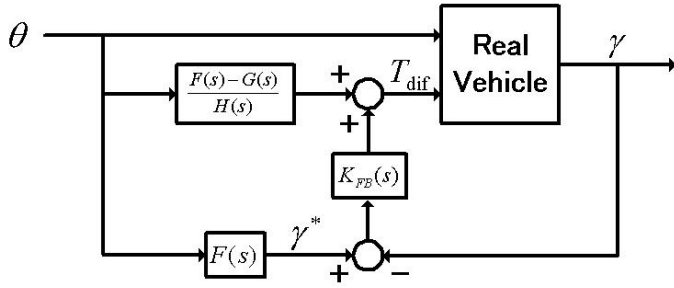 θ
Real
Vehicle
γ
F(s)−G(s)
H(s)
+
T_dif
+
K_FB(s)
F(s)
γ*
+
−